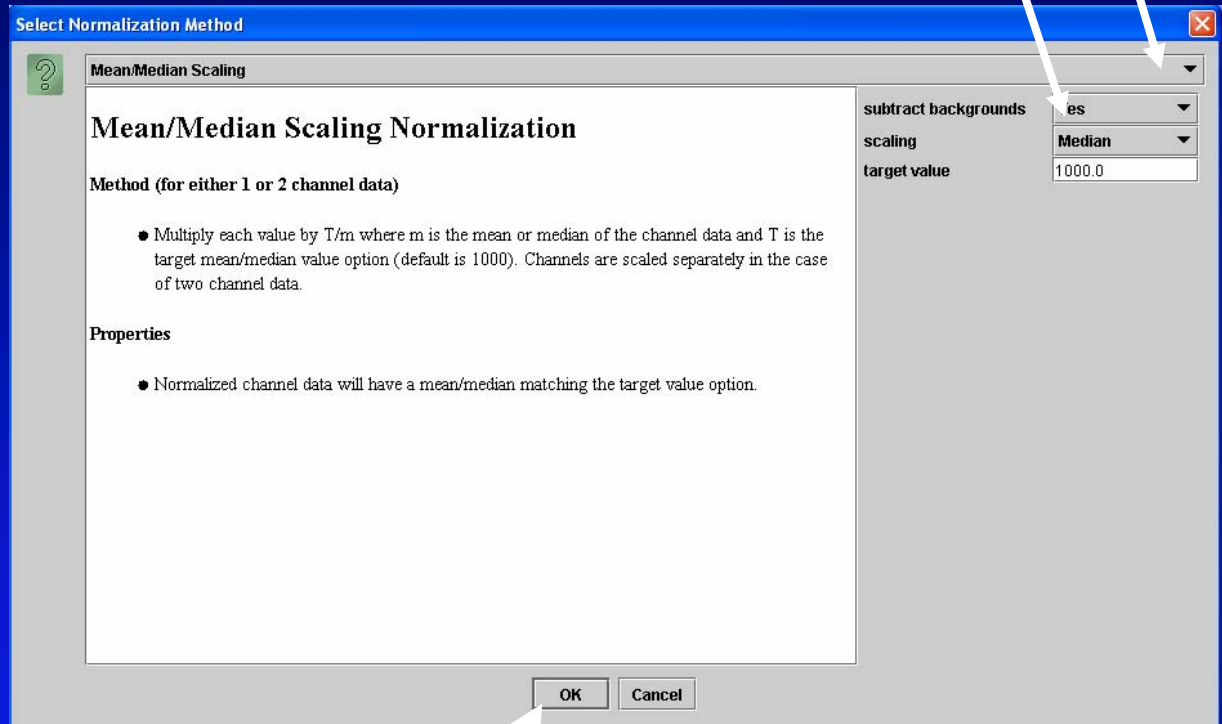 Select Normalization Method
Mean/Median Scaling
Mean/Median Scaling Normalization
Method (for either 1 or 2 channel data)
Multiply each value by T/m where m is the mean or median of the channel data and T is the
target mean/median value option (default is 1000). Channels are scaled separately in the case
of two channel data.
Properties
Normalized channel data will have a mean/median matching the target value option.
subtract backgrounds Yes
scaling Median
target value 1000.0
OK Cancel